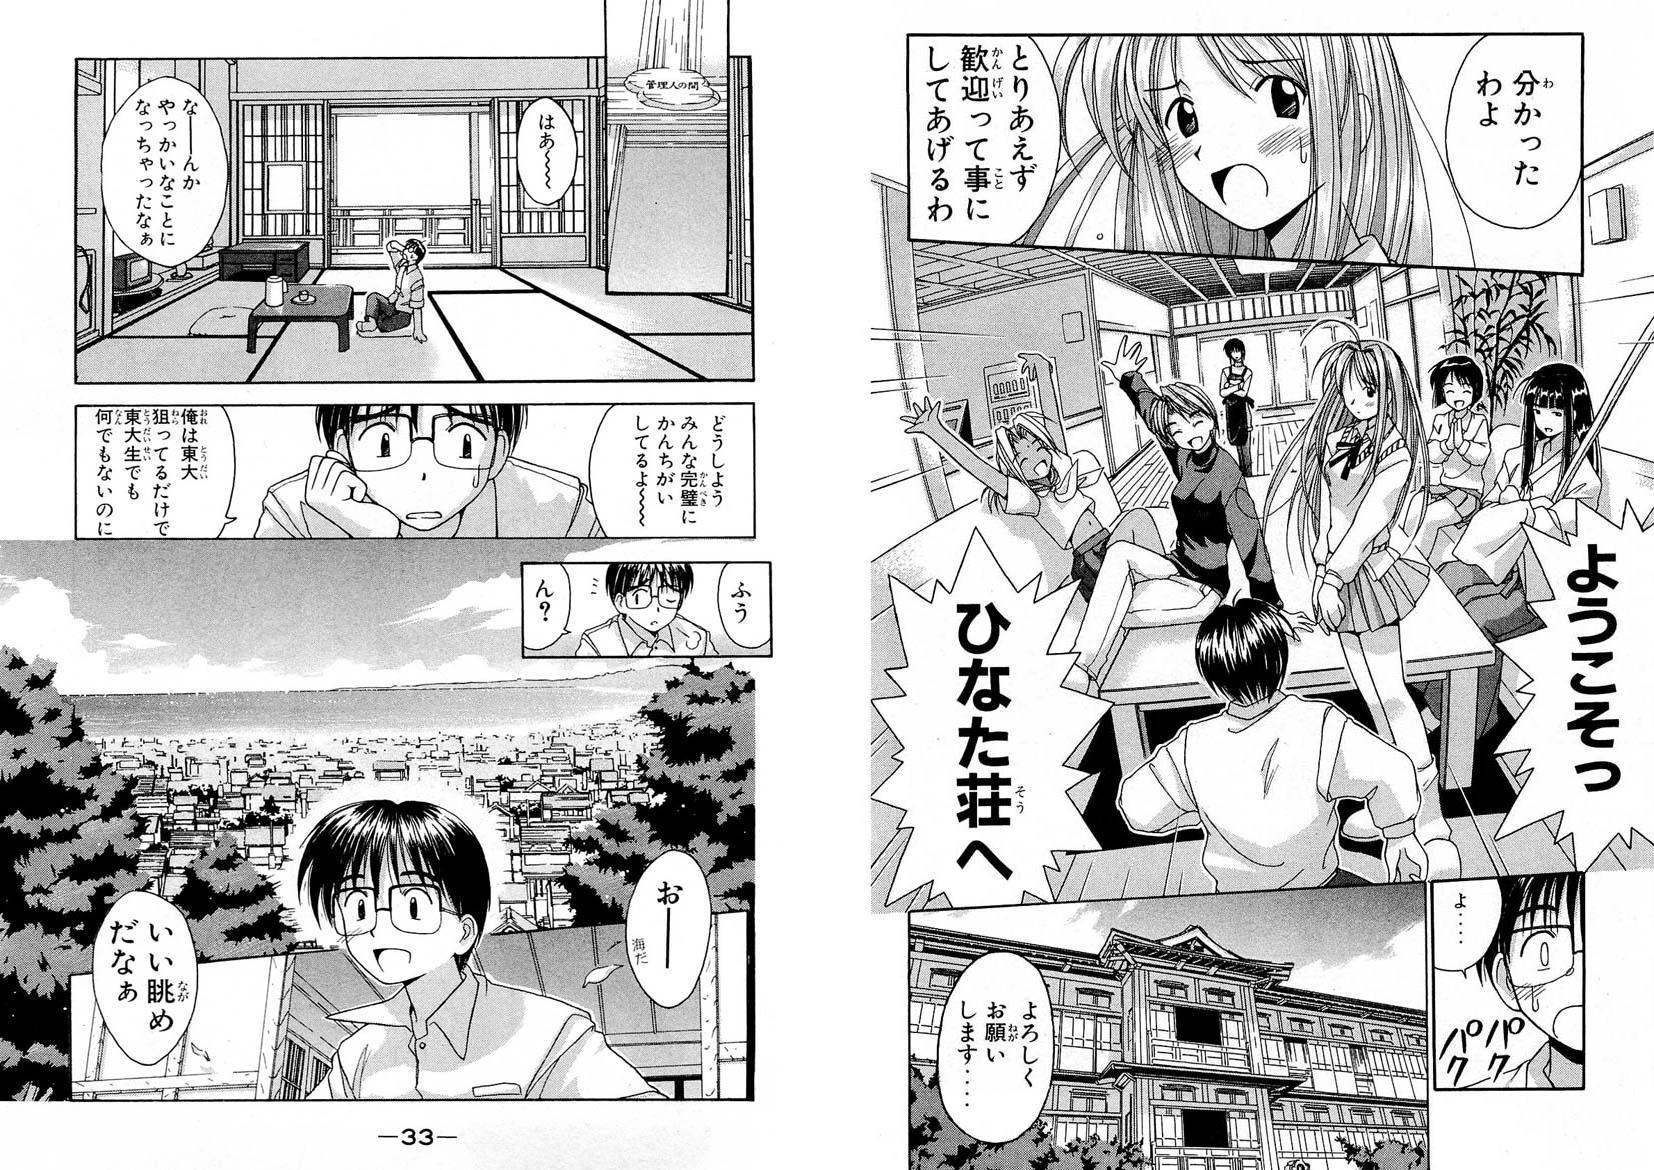 分かった
わよ
とりあえず
歓迎って事に
してあげるわ
ようこそっ
ひなた荘へ
よ‥‥
パク
パク
よろしく
お願い
します‥‥
管理人の間
はあ〜〜〜
な——んか
やっかいなことに
なっちゃったなぁ
どうしよう
みんな完璧に
かんちがい
してるよ〜〜
俺は東大
狙ってるだけで
東大生でも
何でもないのに
ふう
ん？
お——
海だ
いい眺め
だなぁ
—33—